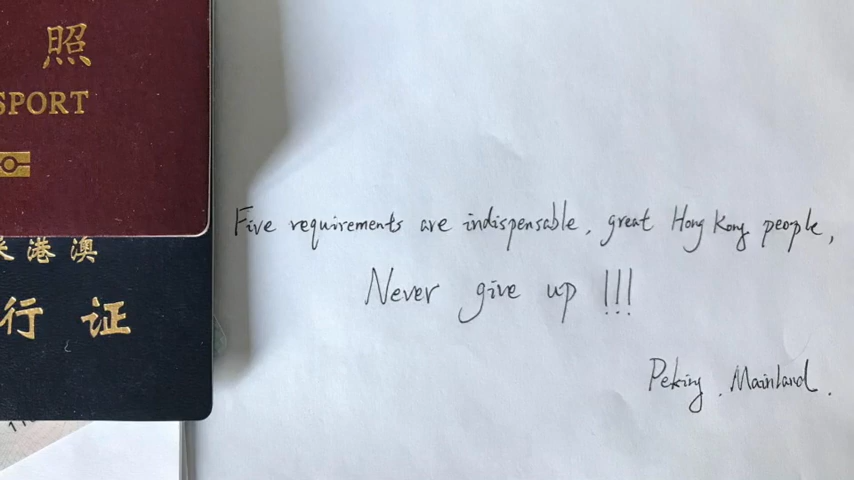 照
SPORT
来港澳
行证
Five requirements are indispensable, great Hong Kong people,
Never give up !!!
Peking. Mainland.